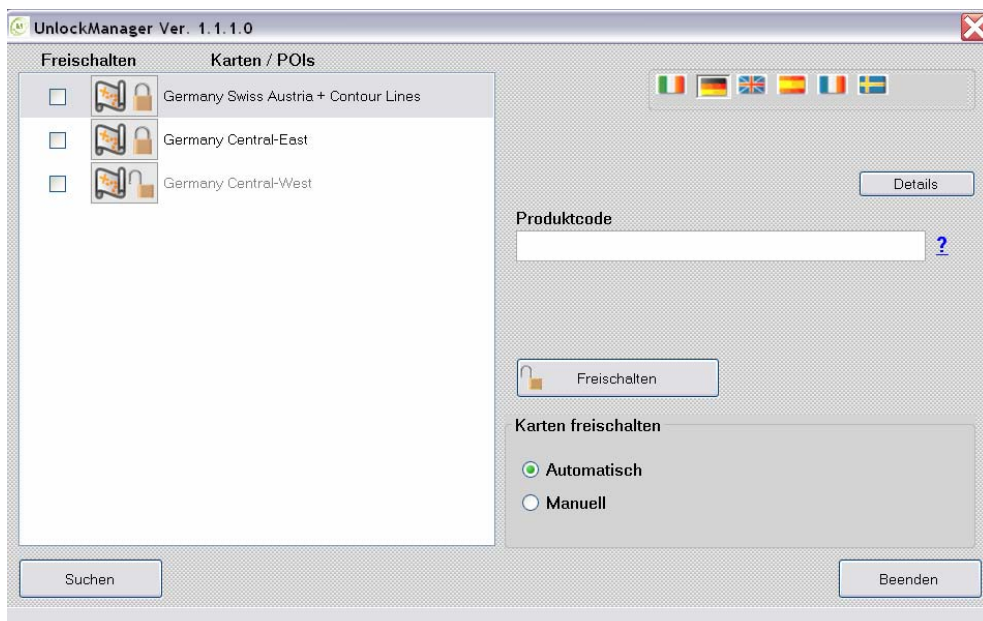 UnlockManager Ver. 1.1.1.0
Freischalten Karten / POIs
Germany Swiss Austria + Contour Lines
Germany Central-East
Germany Central-West
Details
Produktcode
?
Freischalten
Karten freischalten
Automatisch
Manuell
Suchen
Beenden